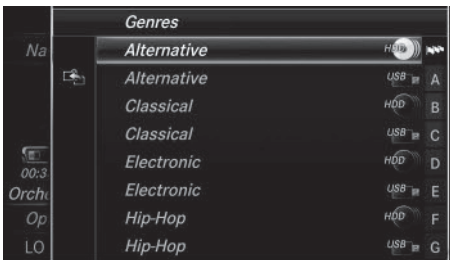 Genres
Na Alternative HDD
Alternative USB A
Classical HDD B
Classical USB C
00:3 Electronic HDD D
Orche Electronic USB E
Op Hip-Hop HDD F
LO Hip-Hop USB G